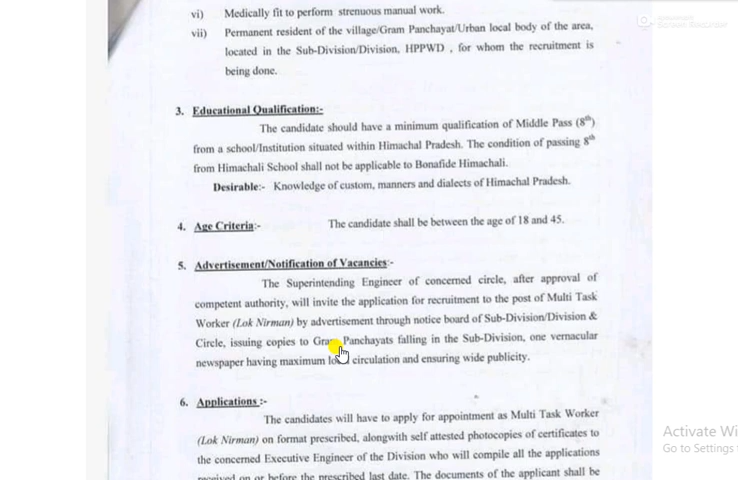 vi) Medically fit to perform strenuous manual work.
vii) Permanent resident of the village/Gram Panchayat/Urban local body of the area,
located in the Sub-Division/Division, HPPWD , for whom the recruitment is
being done.
3. Educational Qualification:-
The candidate should have a minimum qualification of Middle Pass (8th)
from a school/Institution situated within Himachal Pradesh. The condition of passing 8th
from Himachali School shall not be applicable to Bonafide Himachali.
Desirable:- Knowledge of custom, manners and dialects of Himachal Pradesh.
4. Age Criteria:- The candidate shall be between the age of 18 and 45.
5. Advertisement/Notification of Vacancies:-
The Superintending Engineer of concerned circle, after approval of
competent authority, will invite the application for recruitment to the post of Multi Task
Worker (Lok Nirman) by advertisement through notice board of Sub-Division/Division &
Circle, issuing copies to Gram Panchayats falling in the Sub-Division, one vernacular
newspaper having maximum local circulation and ensuring wide publicity.
6. Applications :-
The candidates will have to apply for appointment as Multi Task Worker
(Lok Nirman) on format prescribed, alongwith self attested photocopies of certificates to
the concerned Executive Engineer of the Division who will compile all the applications
received on or before the prescribed last date. The documents of the applicant shall be
Activate Wi
Go to Settings